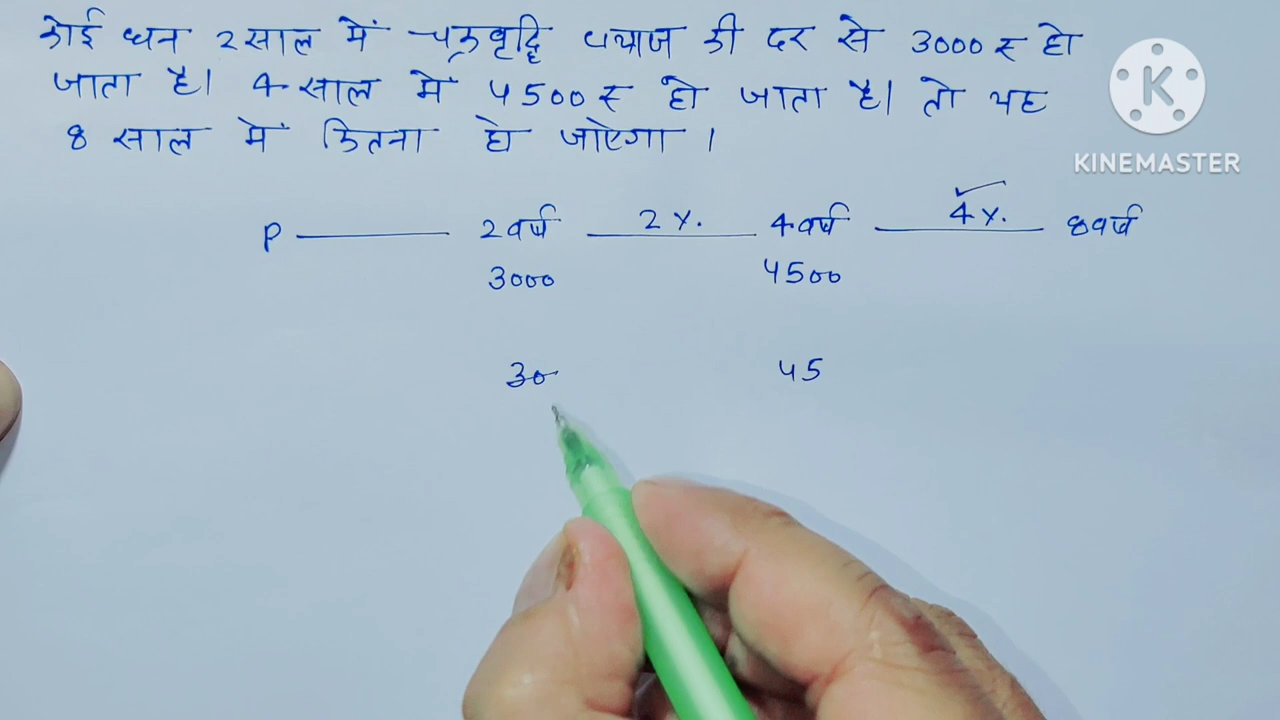 कोई धन 2 साल में चक्रवृद्धि ब्याज की दर से 3000 ₹ हो
जाता है। 4 साल में 4500 ₹ हो जाता है। तो यह
8 साल में कितना हो जाएगा ।
K
KINEMASTER
P 2 वर्ष 2 Y. 4 वर्ष 4 Y. 8 वर्ष
3000 4500
30 45